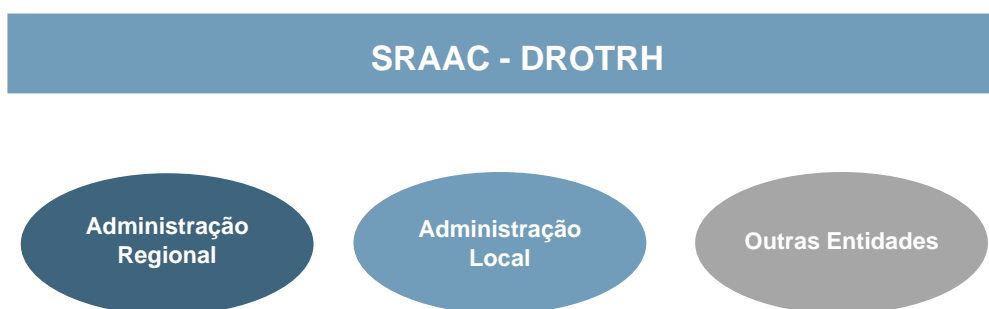 SRAAC - DROTRH
Administração
Regional
Administração
Local
Outras Entidades